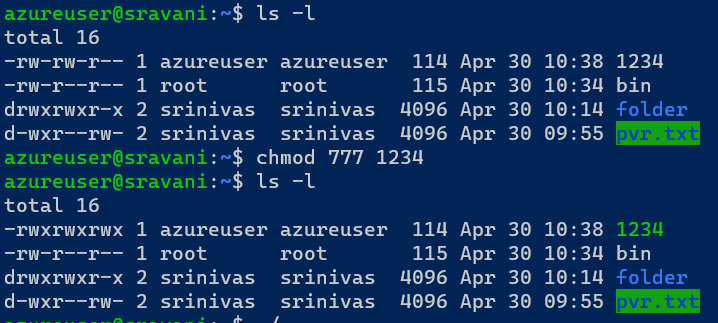 azureuser@sravani:~$ ls -l
total 16
-rw-rw-r-- 1 azureuser azureuser  114 Apr 30 10:38 1234
-rw-r--r-- 1 root      root       115 Apr 30 10:34 bin
drwxrwxr-x 2 srinivas  srinivas  4096 Apr 30 10:14 folder
d-wxr--rw- 2 srinivas  srinivas  4096 Apr 30 09:55 pvr.txt
azureuser@sravani:~$ chmod 777 1234
azureuser@sravani:~$ ls -l
total 16
-rwxrwxrwx 1 azureuser azureuser  114 Apr 30 10:38 1234
-rw-r--r-- 1 root      root       115 Apr 30 10:34 bin
drwxrwxr-x 2 srinivas  srinivas  4096 Apr 30 10:14 folder
d-wxr--rw- 2 srinivas  srinivas  4096 Apr 30 09:55 pvr.txt